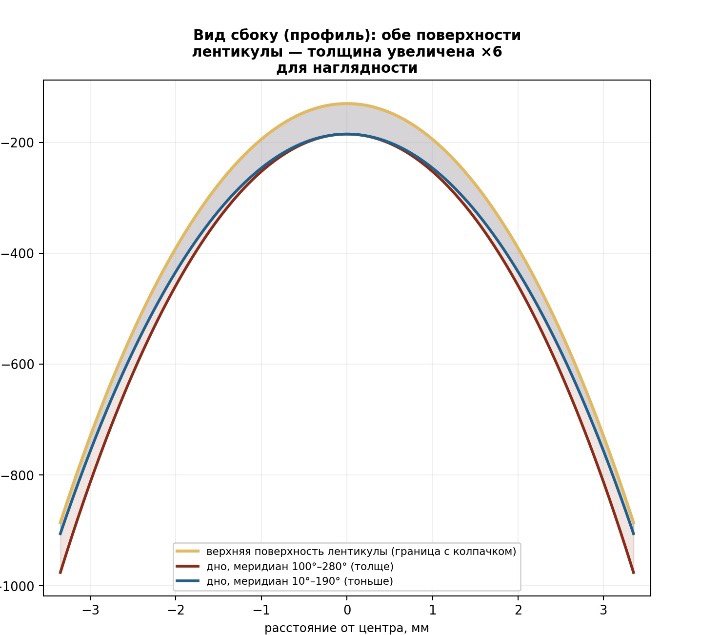 Вид сбоку (профиль): обе поверхности
лентикулы — толщина увеличена ×6
для наглядности
−200
−400
−600
−800
−1000
верхняя поверхность лентикулы (граница с колпачком)
дно, меридиан 100°–280° (толще)
дно, меридиан 10°–190° (тоньше)
−3
−2
−1
0
1
2
3
расстояние от центра, мм